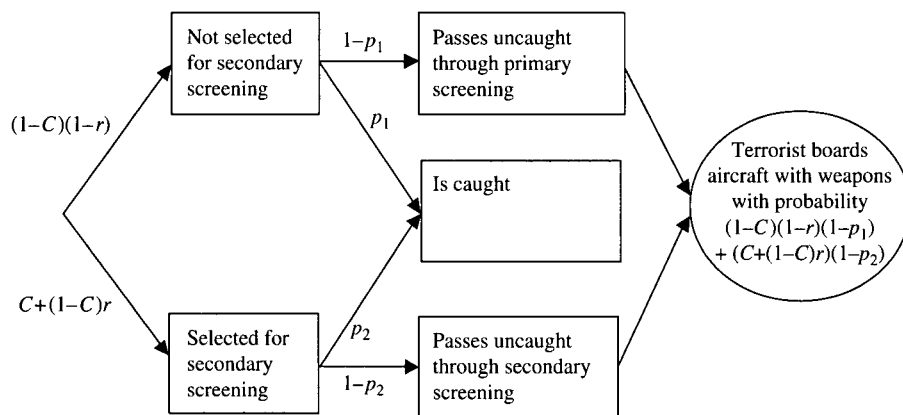 Not selected
for secondary
screening
1–p₁
Passes uncaught
through primary
screening
(1–C)(1–r)
p₁
Is caught
Terrorist boards
aircraft with weapons
with probability
(1–C)(1–r)(1–p₁)
+ (C+(1–C)r)(1–p₂)
C+(1–C)r
Selected for
secondary
screening
p₂
1–p₂
Passes uncaught
through secondary
screening